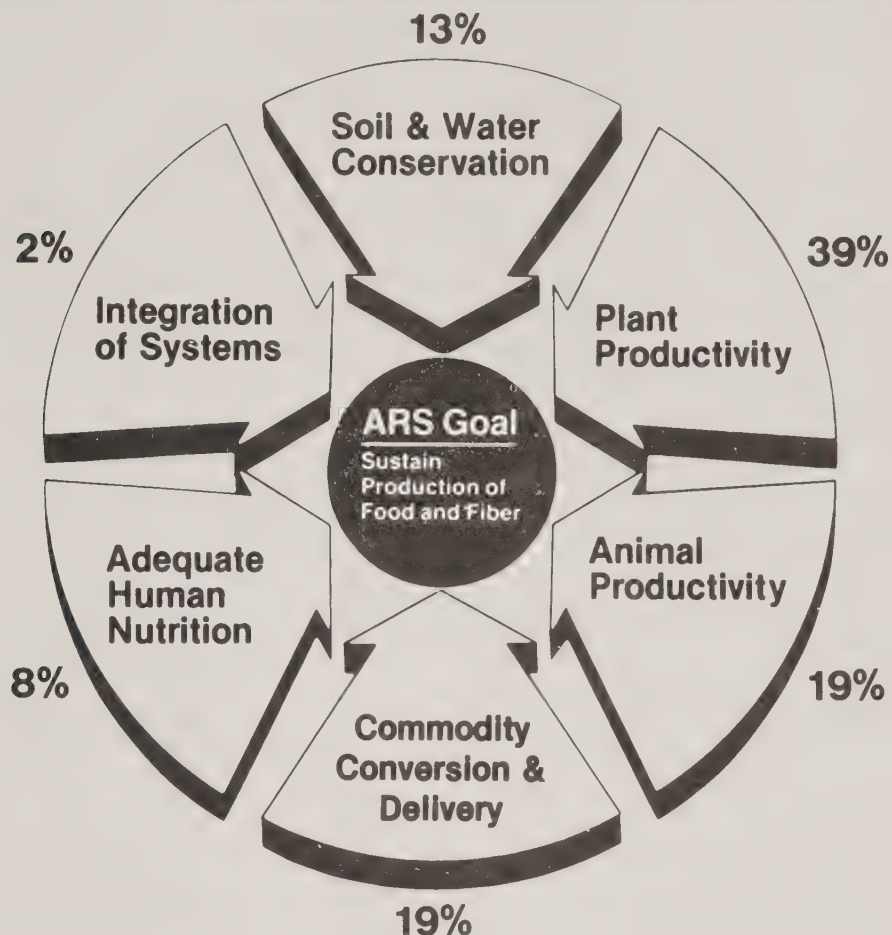 13%
Soil & Water
Conservation
39%
Plant
Productivity
19%
Animal
Productivity
19%
Commodity
Conversion &
Delivery
8%
Adequate
Human
Nutrition
2%
Integration
of Systems
ARS Goal
Sustain
Production of
Food and Fiber